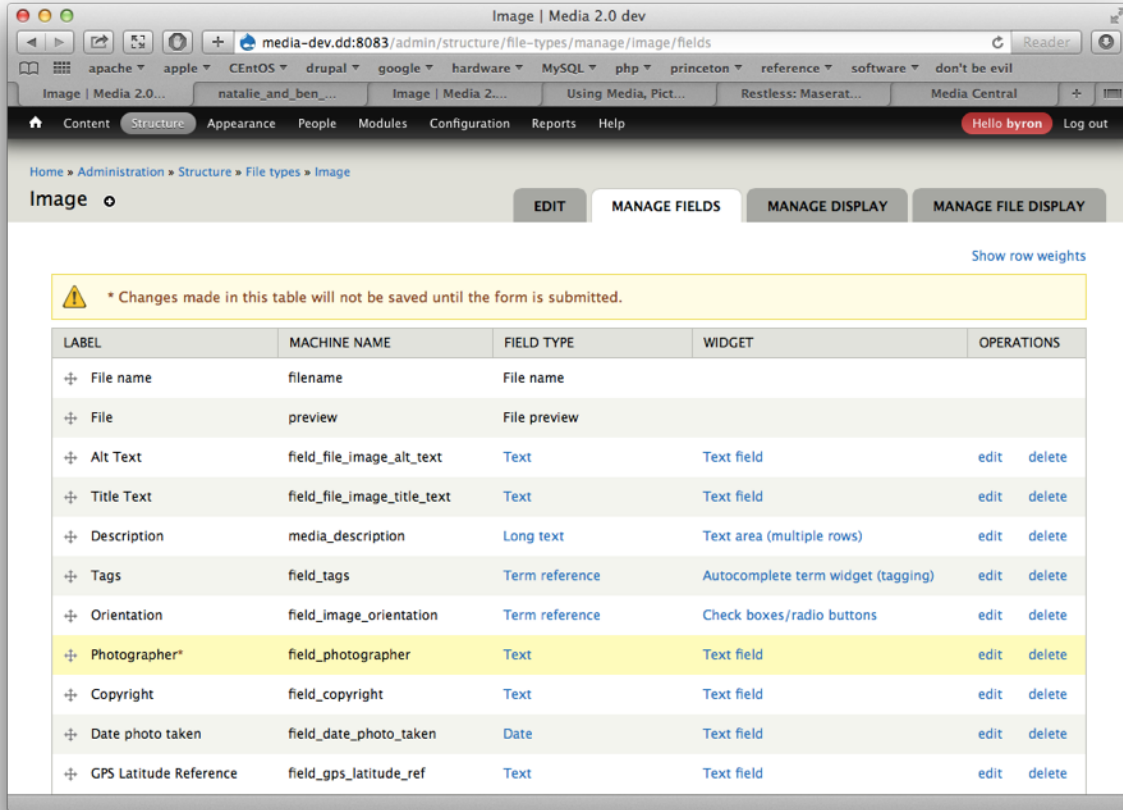 Image | Media 2.0 dev
media-dev.dd:8083/admin/structure/file-types/manage/image/fields
Reader
apache apple CEntOS drupal google hardware MySQL php princeton reference software don't be evil
Image | Media 2.0... natalie_and_ben_... Image | Media 2.... Using Media, Pict... Restless: Maserat... Media Central
Content Structure Appearance People Modules Configuration Reports Help Hello byron Log out
Home » Administration » Structure » File types » Image
Image EDIT MANAGE FIELDS MANAGE DISPLAY MANAGE FILE DISPLAY
Show row weights
* Changes made in this table will not be saved until the form is submitted.
LABEL MACHINE NAME FIELD TYPE WIDGET OPERATIONS
File name filename File name
File preview File preview
Alt Text field_file_image_alt_text Text Text field edit delete
Title Text field_file_image_title_text Text Text field edit delete
Description media_description Long text Text area (multiple rows) edit delete
Tags field_tags Term reference Autocomplete term widget (tagging) edit delete
Orientation field_image_orientation Term reference Check boxes/radio buttons edit delete
Photographer* field_photographer Text Text field edit delete
Copyright field_copyright Text Text field edit delete
Date photo taken field_date_photo_taken Date Text field edit delete
GPS Latitude Reference field_gps_latitude_ref Text Text field edit delete